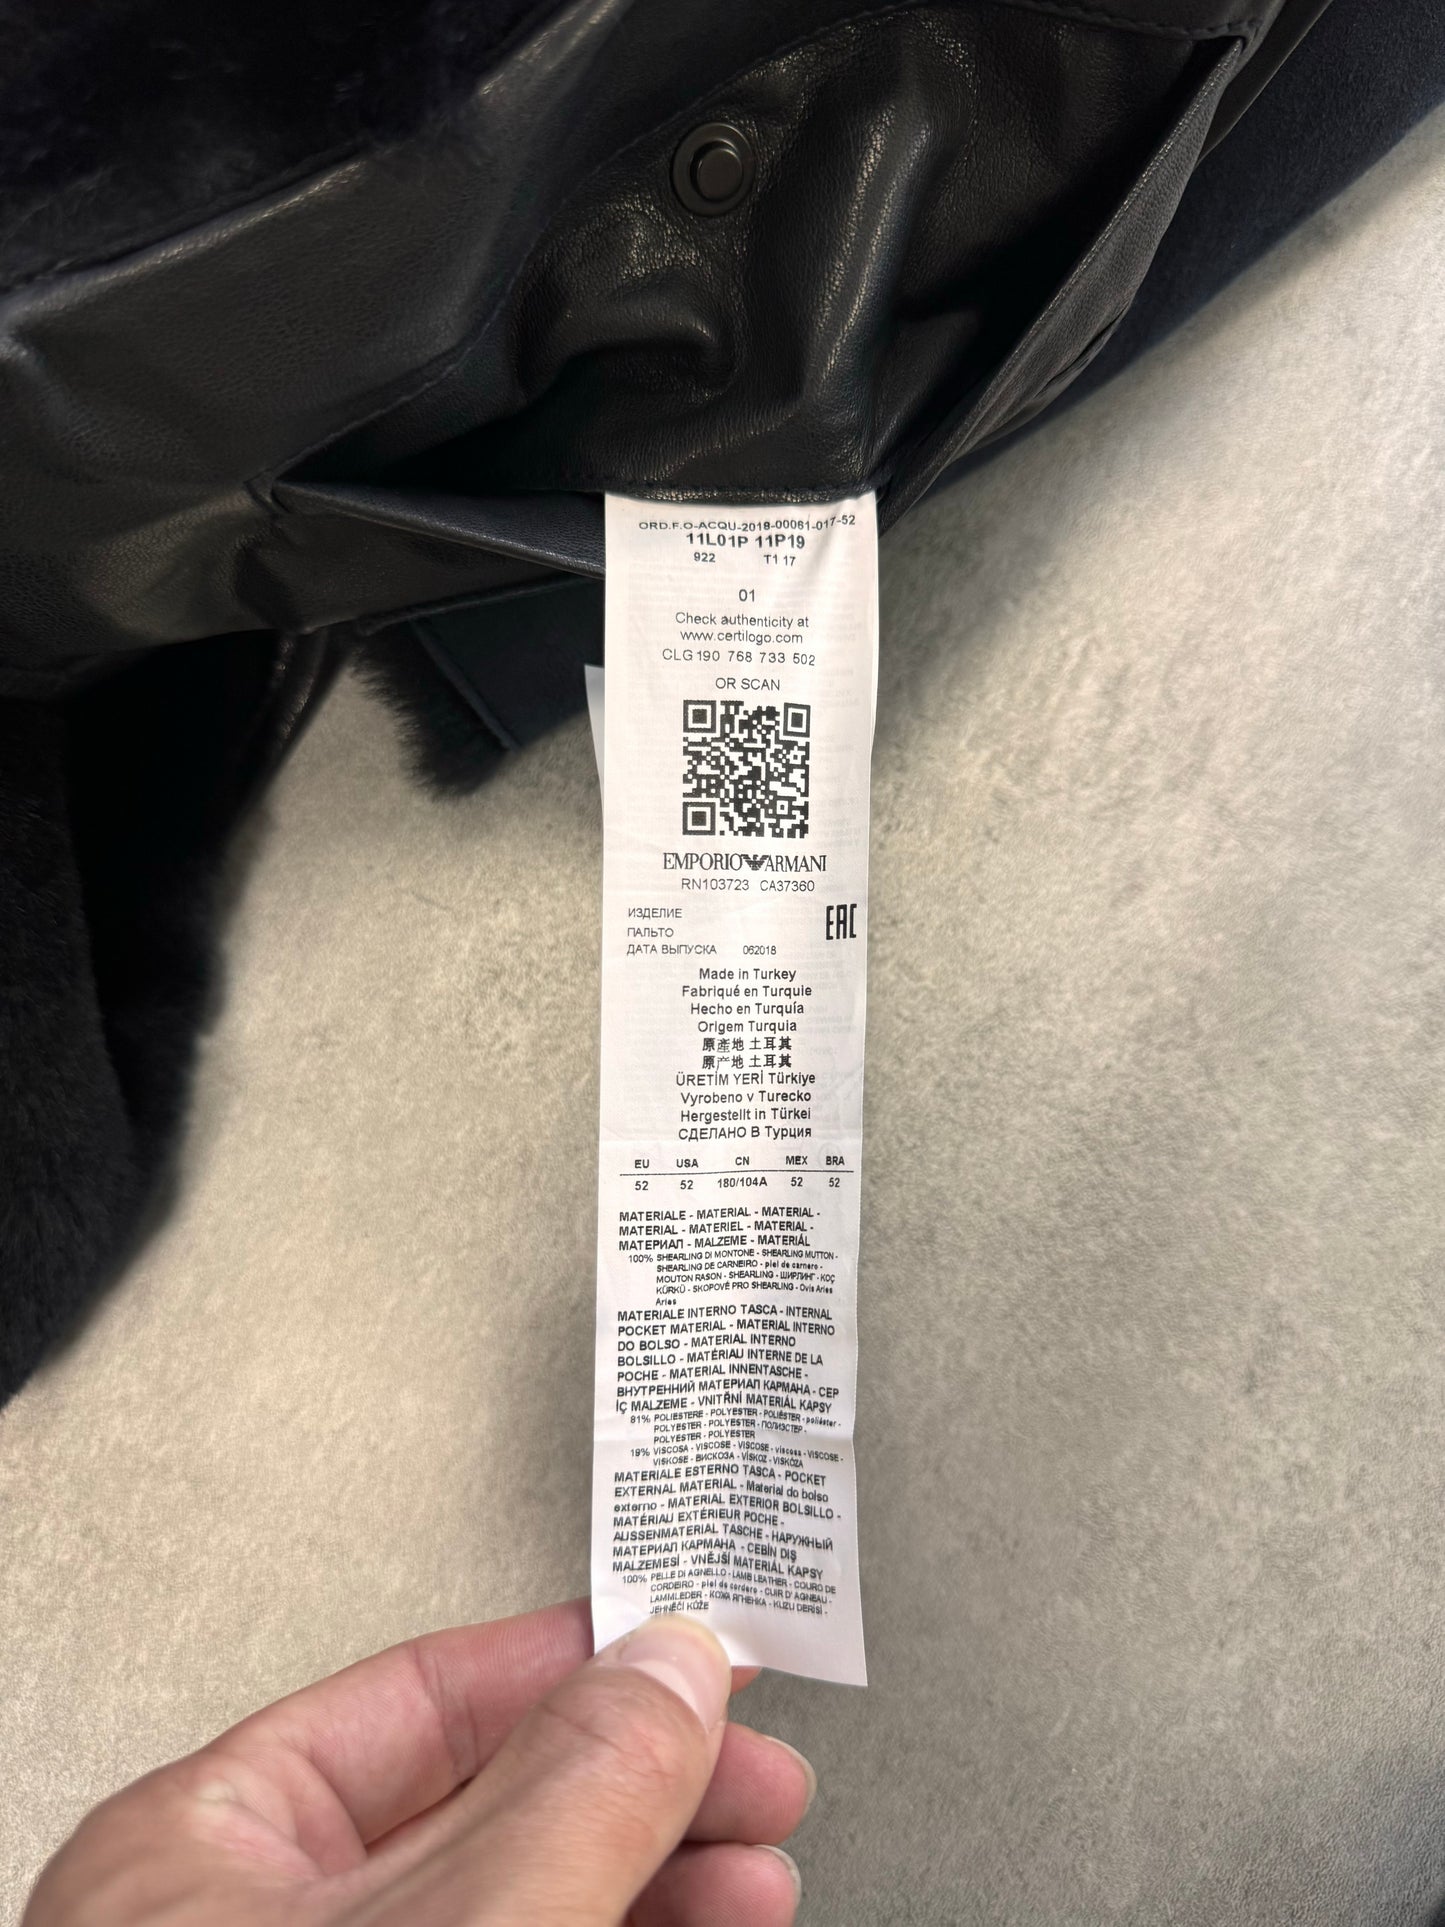 ORD.F.O-ACQU-2018-00061-017-52
11L01P 11P19
922 T1 17
01
Check authenticity at
www.certilogo.com
CLG 190 768 733 502
OR SCAN
EMPORIO ARMANI
RN103723 CA37360
ИЗДЕЛИЕ
ПАЛЬТО
ДАТА ВЫПУСКА 062018
EAC
Made in Turkey
Fabriqué en Turquie
Hecho en Turquía
Origem Turquia
原產地 土耳其
原产地 土耳其
ÜRETİM YERİ Türkiye
Vyrobeno v Turecko
Hergestellt in Türkei
СДЕЛАНО В Турция
EU USA CN MEX BRA
52 52 180/104A 52 52
MATERIALE - MATERIAL - MATERIAL -
MATERIAL - MATERIEL - MATERIAL -
МАТЕРИАЛ - MALZEME - MATERIÁL
100% SHEARLING DI MONTONE - SHEARLING MUTTON -
SHEARLING DE CARNEIRO - piel de carnero -
MOUTON RASON - SHEARLING - ШИРЛИНГ - KOÇ
KÜRKÜ - SKOPOVÉ PRO SHEARLING - Ovis Aries
Aries
MATERIALE INTERNO TASCA - INTERNAL
POCKET MATERIAL - MATERIAL INTERNO
DO BOLSO - MATERIAL INTERNO
BOLSILLO - MATÉRIAU INTERNE DE LA
POCHE - MATERIAL INNENTASCHE -
ВНУТРЕННИЙ МАТЕРИАЛ КАРМАНА - CEP
İÇ MALZEME - VNITŘNÍ MATERIÁL KAPSY
81% POLIESTERE - POLYESTER - POLIÉSTER - poliéster -
POLYESTER - POLYESTER - ПОЛИЭСТЕР -
POLYESTER - POLYESTER
19% VISCOSA - VISCOSE - VISCOSE - viscosa - VISCOSE -
VISKOSE - ВИСКОЗА - VİSKOZ - VISKÓZA
MATERIALE ESTERNO TASCA - POCKET
EXTERNAL MATERIAL - Material do bolso
externo - MATERIAL EXTERIOR BOLSILLO -
MATÉRIAU EXTÉRIEUR POCHE -
AUSSENMATERIAL TASCHE - НАРУЖНЫЙ
МАТЕРИАЛ КАРМАНА - CEBİN DIŞ
MALZEMESİ - VNĚJŠÍ MATERIÁL KAPSY
100% PELLE DI AGNELLO - LAMB LEATHER - COURO DE
CORDEIRO - piel de cordero - CUIR D'AGNEAU -
LAMMLEDER - КОЖА ЯГНЕНКА - KUZU DERİSİ -
JEHNĚČÍ KŮŽE